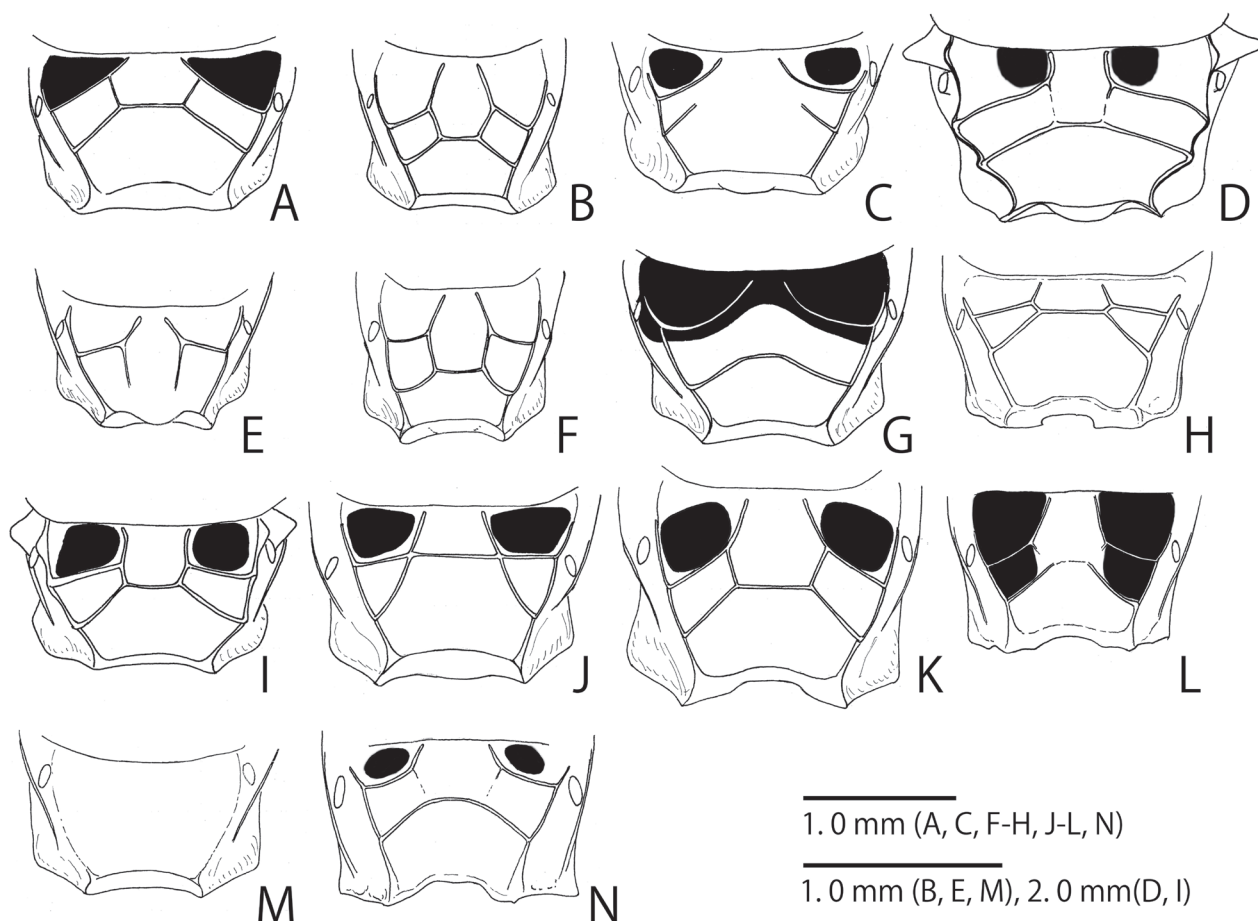 A B C D
E F G H
I J K L
M N
1. 0 mm (A, C, F-H, J-L, N)
1. 0 mm (B, E, M), 2. 0 mm(D, I)